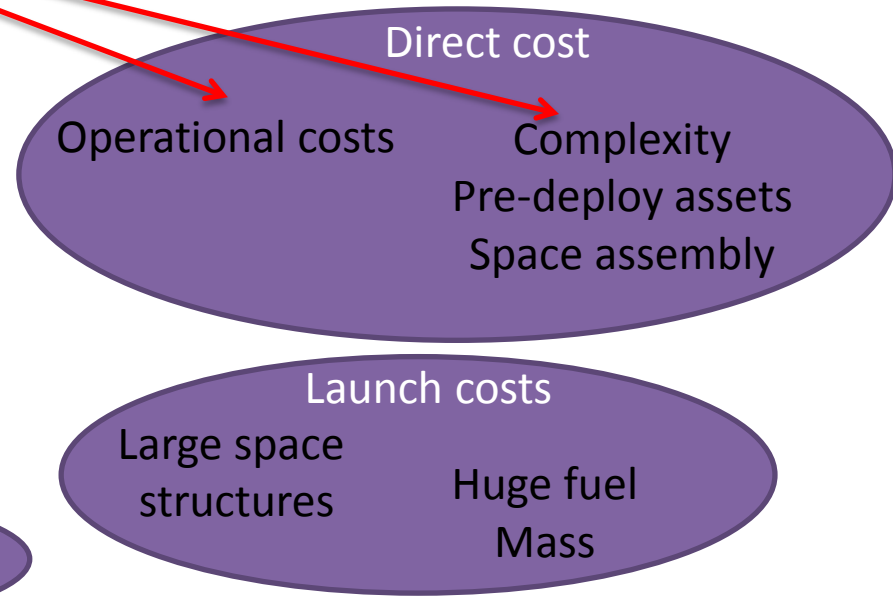 Direct cost
Operational costs
Complexity
Pre-deploy assets
Space assembly
Launch costs
Large space
structures
Huge fuel
Mass